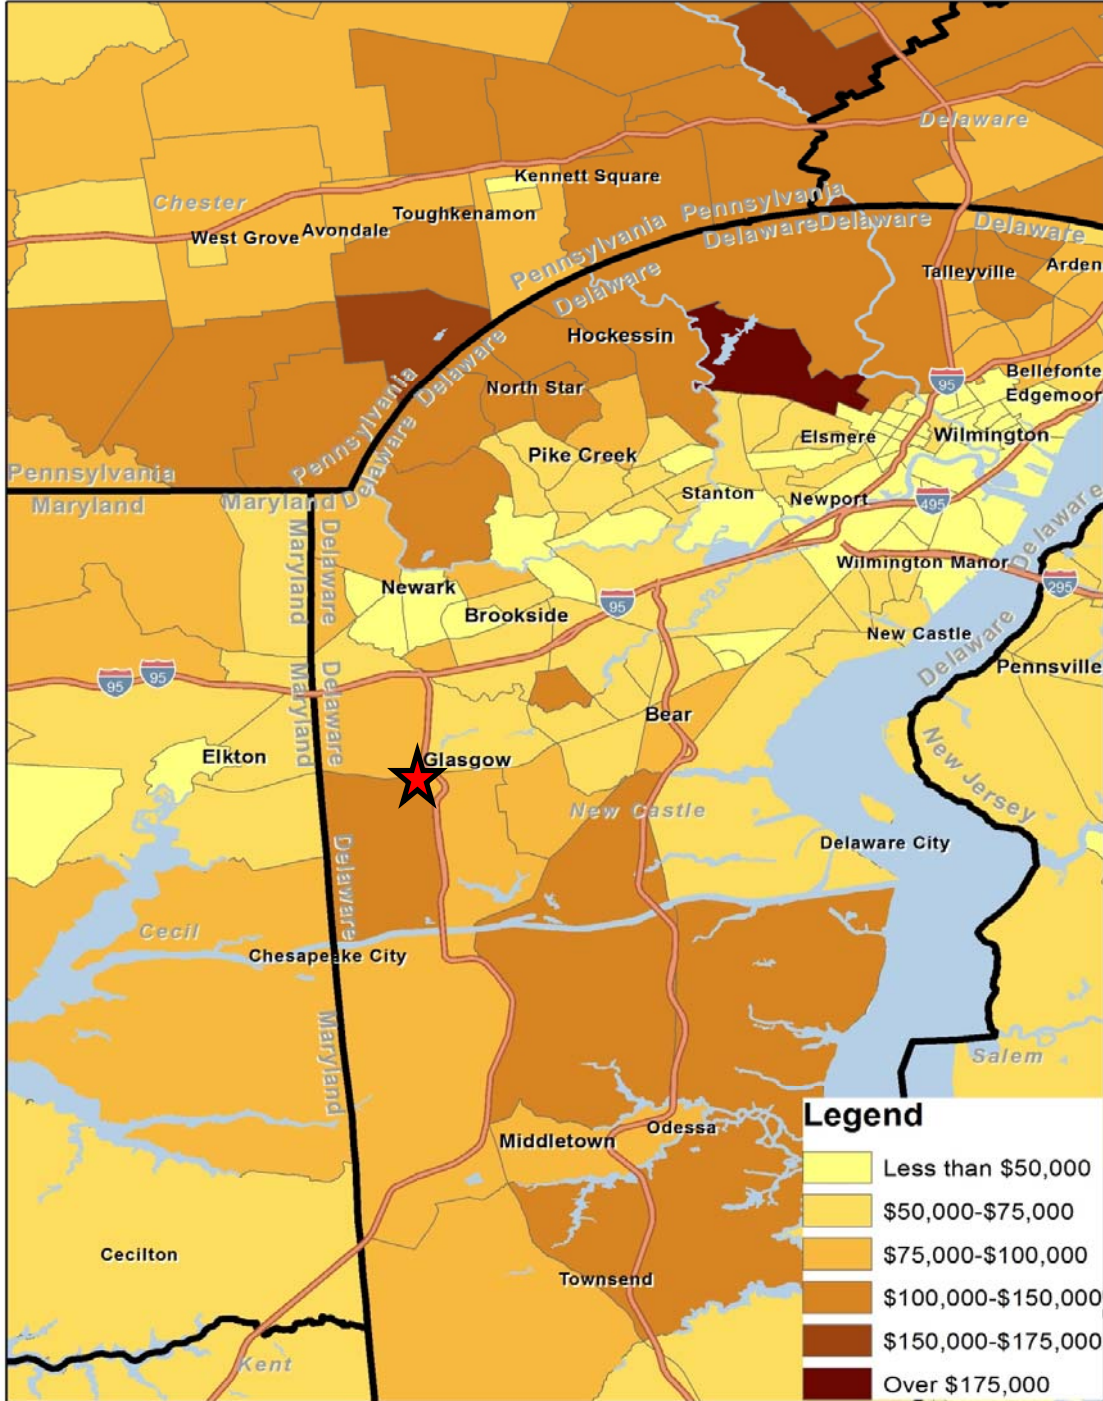 Delaware
Kennett Square
Chester
Toughkenamon
Pennsylvania
Pennsylvania
West Grove
Avondale
Delaware
Delaware
Delaware
Pennsylvania
Talleyville
Arden
Delaware
Hockessin
Delaware
Bellefonte
95
North Star
Edgemoor
Pennsylvania
Elsmere
Wilmington
Pike Creek
Pennsylvania
Stanton
Newport
495
Maryland
Maryland
Delaware
Delaware
Maryland
Delaware
Wilmington Manor
Newark
295
Brookside
95
New Castle
Delaware
Pennsville
95
95
Maryland
Delaware
Bear
Elkton
Glasgow
New Jersey
New Castle
Delaware City
Delaware
Cecil
Chesapeake City
Maryland
Salem
Legend
Odessa
Middletown
Less than $50,000
$50,000-$75,000
Cecilton
$75,000-$100,000
Townsend
$100,000-$150,000
$150,000-$175,000
Kent
Over $175,000